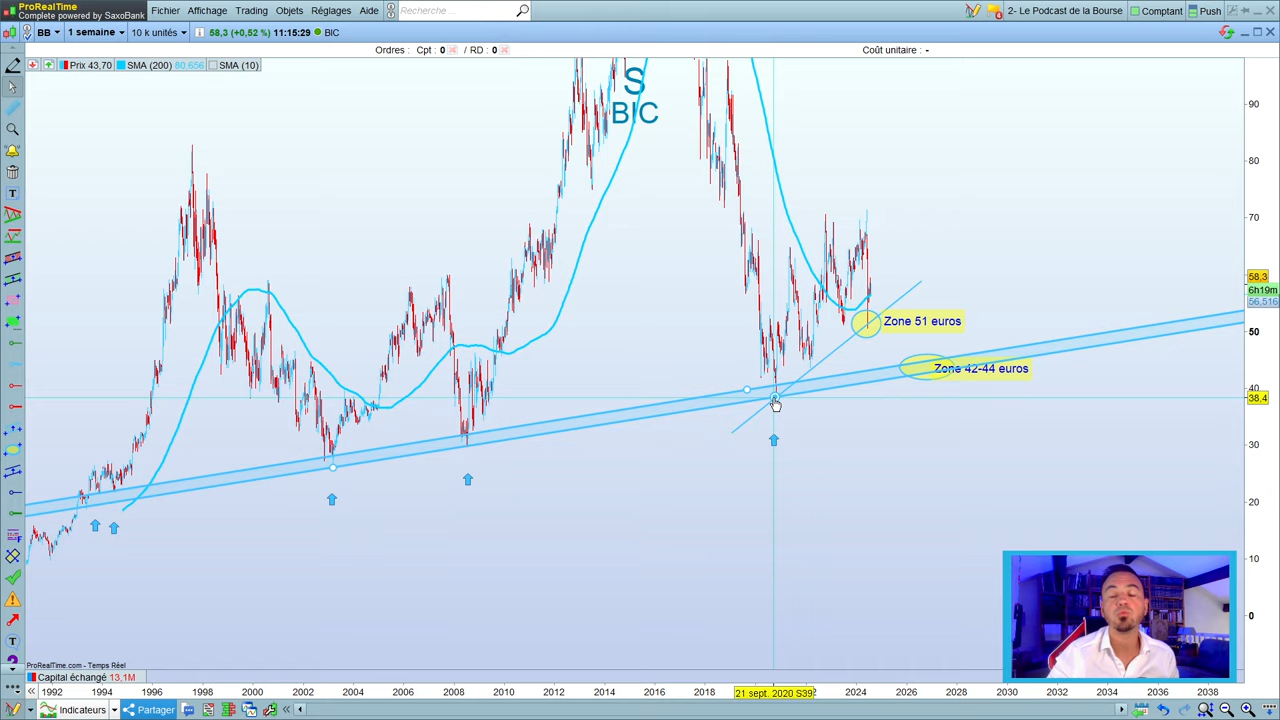 ProRealTime
Complete powered by SaxoBank
Fichier Affichage Trading Objets Réglages Aide
Recherche ...
2- Le Podcast de la Bourse
Comptant
Push
BB
1 semaine
10 k unités
58,3 (+0,52 %) 11:15:29
BIC
Ordres : Cpt : 0 / RD : 0
Coût unitaire : -
Prix 43,70 SMA (200) 80,656 SMA (10)
S
BIC
90
80
70
58,3
6h19m
56,516
50
40
38,4
30
20
10
0
Zone 51 euros
Zone 42-44 euros
ProRealTime.com - Temps Réel
Capital échangé 13,1M
1992 1994 1996 1998 2000 2002 2004 2006 2008 2010 2012 2014 2016 2018 21 sept. 2020 S39 2024 2026 2028 2030 2032 2034 2036 2038
Indicateurs
Partager